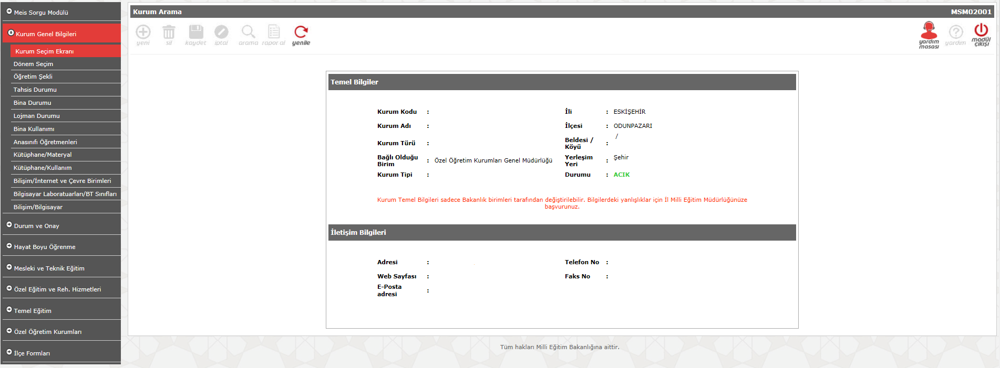 Meis Sorgu Modülü
Kurum Genel Bilgileri
Kurum Seçim Ekranı
Dönem Seçim
Öğretim Şekli
Tahsis Durumu
Bina Durumu
Lojman Durumu
Bina Kullanımı
Anasınıfı Öğretmenleri
Kütüphane/Materyal
Kütüphane/Kullanım
Bilişim/İnternet ve Çevre Birimleri
Bilgisayar Laboratuarları/BT Sınıfları
Bilişim/Bilgisayar
Durum ve Onay
Hayat Boyu Öğrenme
Mesleki ve Teknik Eğitim
Özel Eğitim ve Reh. Hizmetleri
Temel Eğitim
Özel Öğretim Kurumları
İlçe Formları
Kurum Arama MSM02001
yeni sil kaydet iptal arama rapor al yenile yardım masası yardım modül çıkışı
Temel Bilgiler
Kurum Kodu : İli : ESKİŞEHİR
Kurum Adı : İlçesi : ODUNPAZARI
Kurum Türü : Beldesi / Köyü : /
Bağlı Olduğu Birim : Özel Öğretim Kurumları Genel Müdürlüğü Yerleşim Yeri : Şehir
Kurum Tipi : Durumu : ACIK
Kurum Temel Bilgileri sadece Bakanlık birimleri tarafından değiştirilebilir. Bilgilerdeki yanlışlıklar için İl Milli Eğitim Müdürlüğünüze
başvurunuz.
İletişim Bilgileri
Adresi : Telefon No :
Web Sayfası : Faks No :
E-Posta adresi :
Tüm hakları Milli Eğitim Bakanlığına aittir.